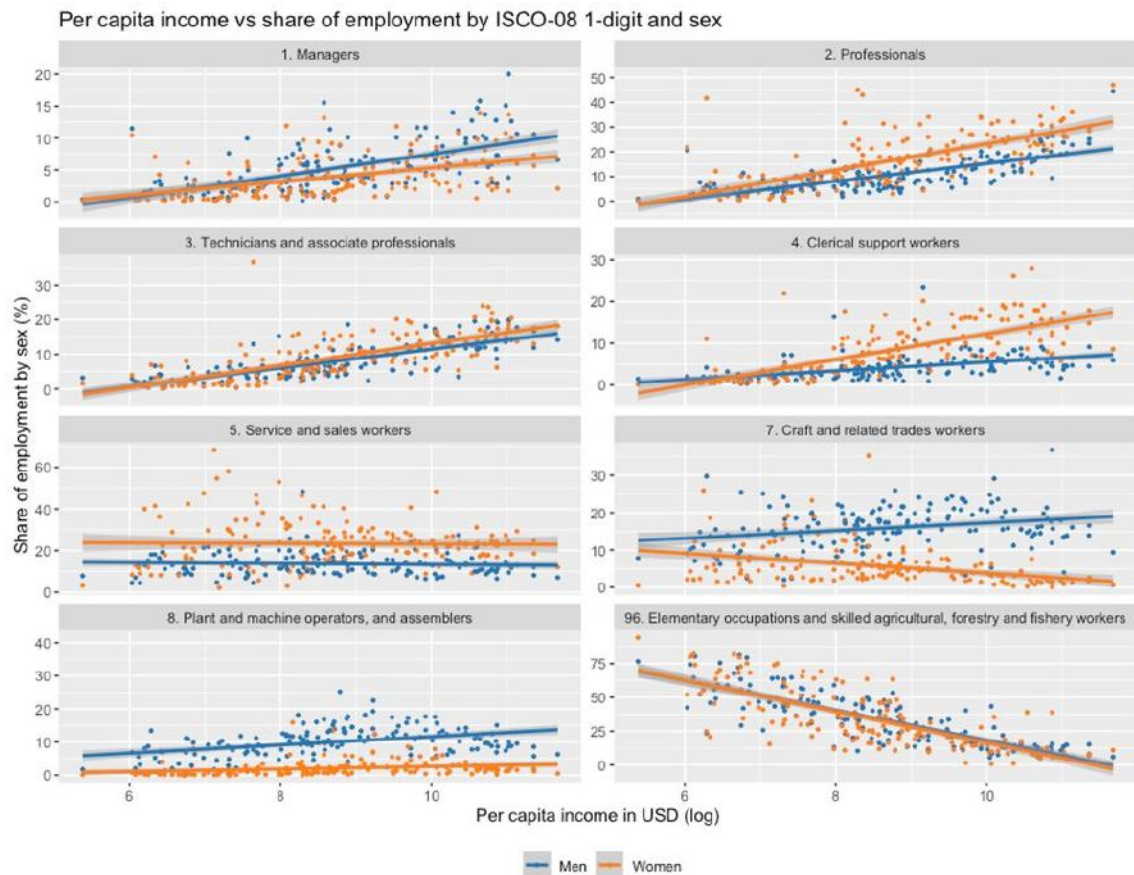 Per capita income vs share of employment by ISCO-08 1-digit and sex
1. Managers
2. Professionals
20
15
10
5
0
50
40
30
20
10
0
3. Technicians and associate professionals
4. Clerical support workers
30
20
10
0
30
20
10
0
5. Service and sales workers
7. Craft and related trades workers
60
40
20
0
30
20
10
0
8. Plant and machine operators, and assemblers
96. Elementary occupations and skilled agricultural, forestry and fishery workers
40
30
20
10
0
75
50
25
0
6 8 10 6 8 10
Share of employment by sex (%)
Per capita income in USD (log)
Men Women